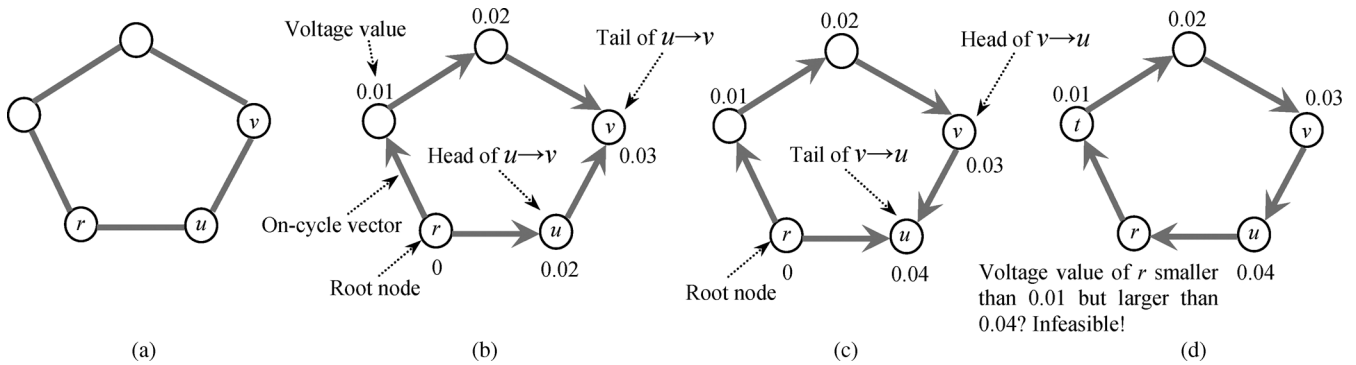 v
r
u
(a)
Voltage value
0.02
Tail of u→v
0.01
v
Head of u→v
0.03
On-cycle vector
r
u
0
0.02
Root node
(b)
0.02
Head of v→u
0.01
v
Tail of v→u
0.03
r
u
0
0.04
Root node
(c)
0.02
0.01
0.03
t
v
r
u
Voltage value of r smaller
0.04
than 0.01 but larger than
0.04? Infeasible!
(d)